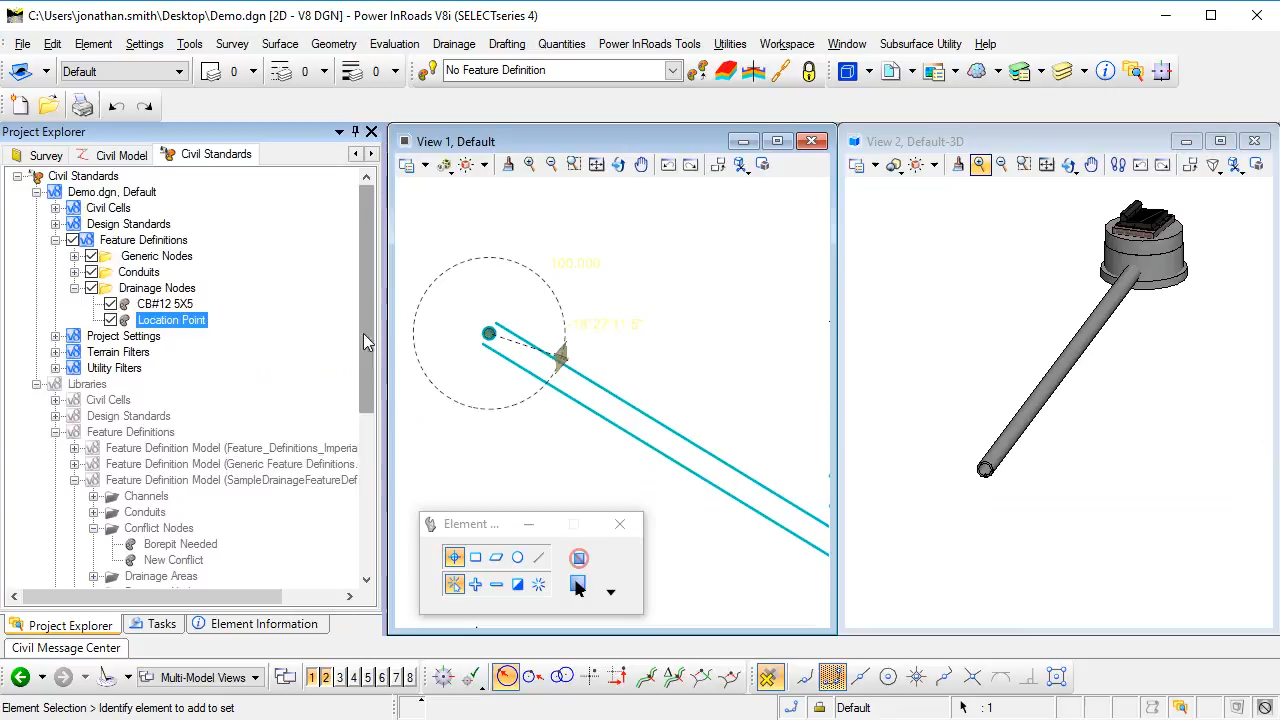 C:\Users\jonathan.smith\Desktop\Demo.dgn [2D - V8 DGN] - Power InRoads V8i (SELECTseries 4)
File Edit Element Settings Tools Survey Surface Geometry Evaluation Drainage Drafting Quantities Power InRoads Tools Utilities Workspace Window Subsurface Utility Help
Default 0 0 0 No Feature Definition
Project Explorer
Survey Civil Model Civil Standards
Civil Standards
Demo.dgn, Default
Civil Cells
Design Standards
Feature Definitions
Generic Nodes
Conduits
Drainage Nodes
CB#12 5X5
Location Point
Project Settings
Terrain Filters
Utility Filters
Libraries
Civil Cells
Design Standards
Feature Definitions
Feature Definition Model (Feature_Definitions_Imperia
Feature Definition Model (Generic Feature Definitions.
Feature Definition Model (SampleDrainageFeatureDef
Channels
Conduits
Conflict Nodes
Borepit Needed
New Conflict
Drainage Areas
Project Explorer Tasks Element Information
View 1, Default
100.000
18°27'11.5"
Element ...
View 2, Default-3D
Civil Message Center
Multi-Model Views 1 2 3 4 5 6 7 8
Element Selection > Identify element to add to set Default : 1